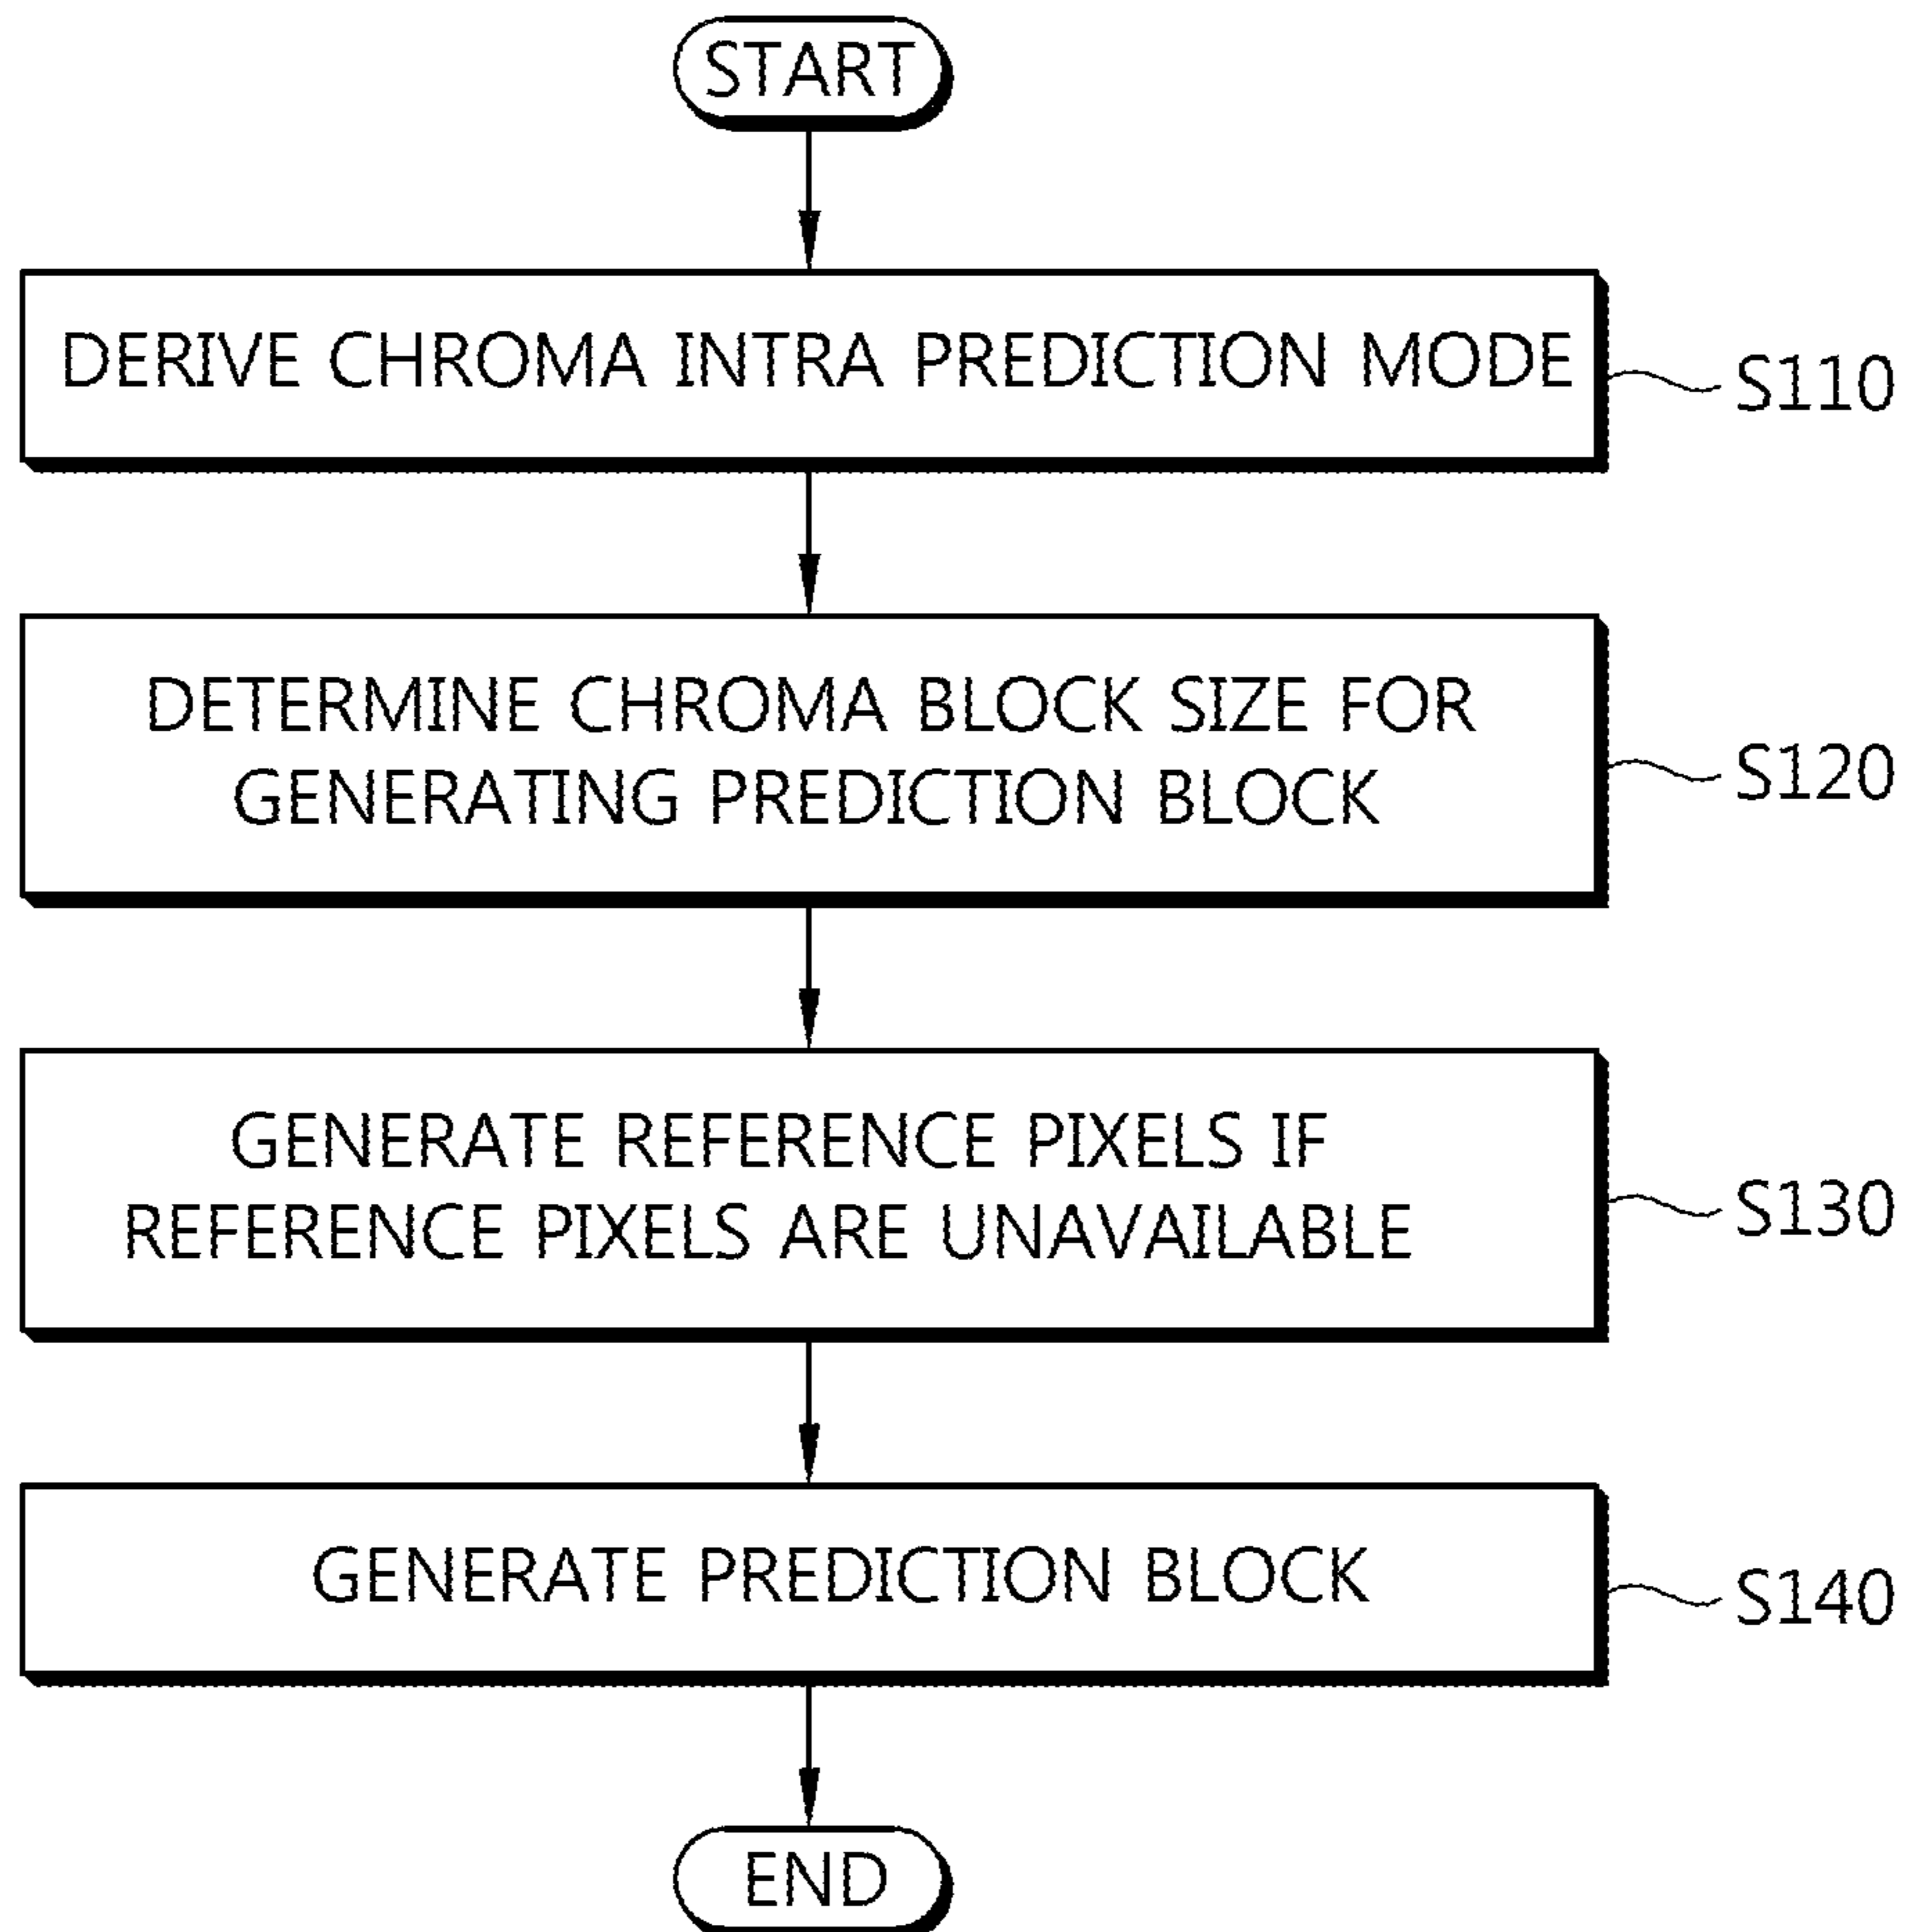 START
DERIVE CHROMA INTRA PREDICTION MODE
S110
DETERMINE CHROMA BLOCK SIZE FOR
GENERATING PREDICTION BLOCK
S120
GENERATE REFERENCE PIXELS IF
REFERENCE PIXELS ARE UNAVAILABLE
S130
GENERATE PREDICTION BLOCK
S140
END